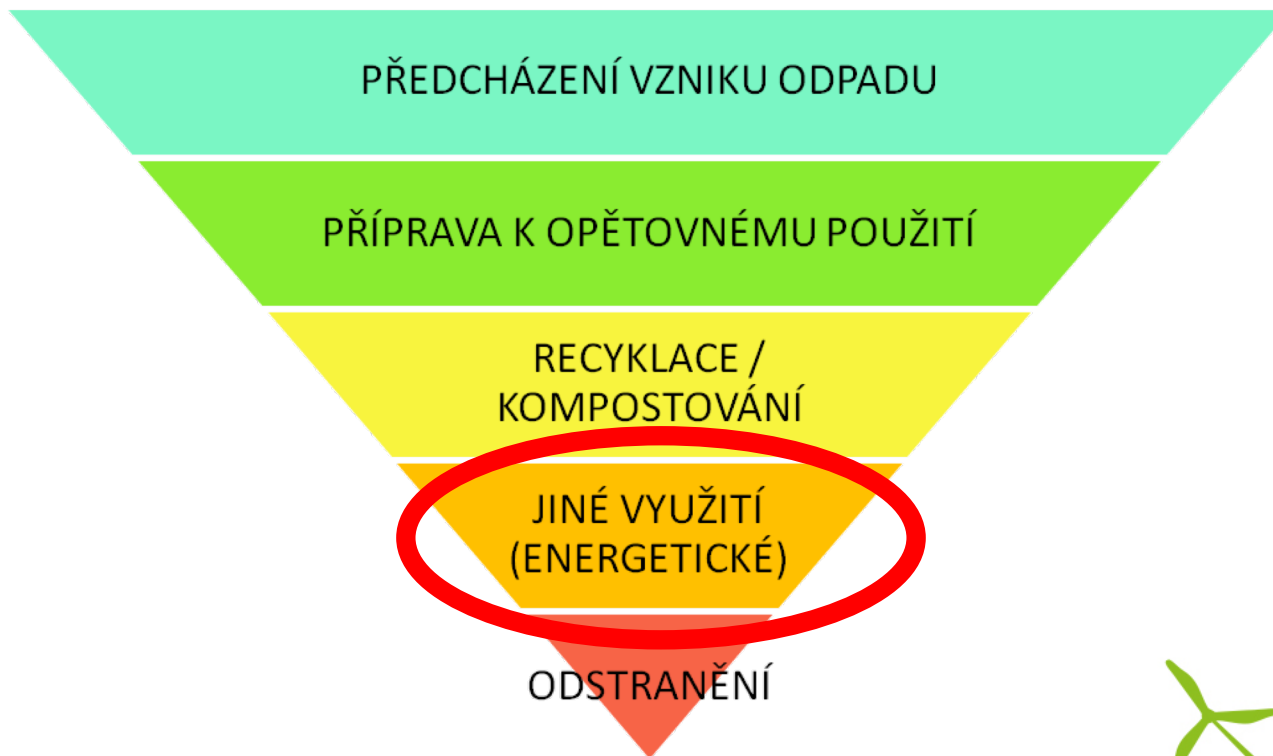 PŘEDCHÁZENÍ VZNIKU ODPADU
PŘÍPRAVA K OPĚTOVNÉMU POUŽITÍ
RECYKLACE /
KOMPOSTOVÁNÍ
JINÉ VYUŽITÍ
(ENERGETICKÉ)
ODSTRANĚNÍ